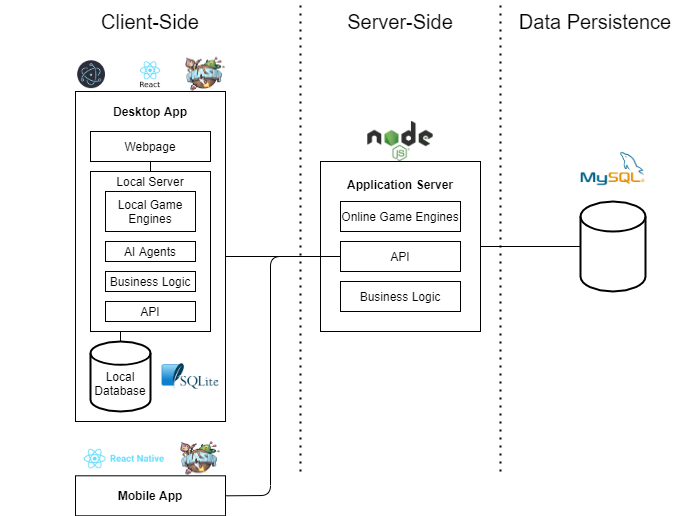 Client-Side
Server-Side
Data Persistence
React
Desktop App
Webpage
Local Server
Local Game
Engines
AI Agents
Business Logic
API
Local
Database
SQLite
React Native
Mobile App
node
JS
Application Server
Online Game Engines
API
Business Logic
MySQL